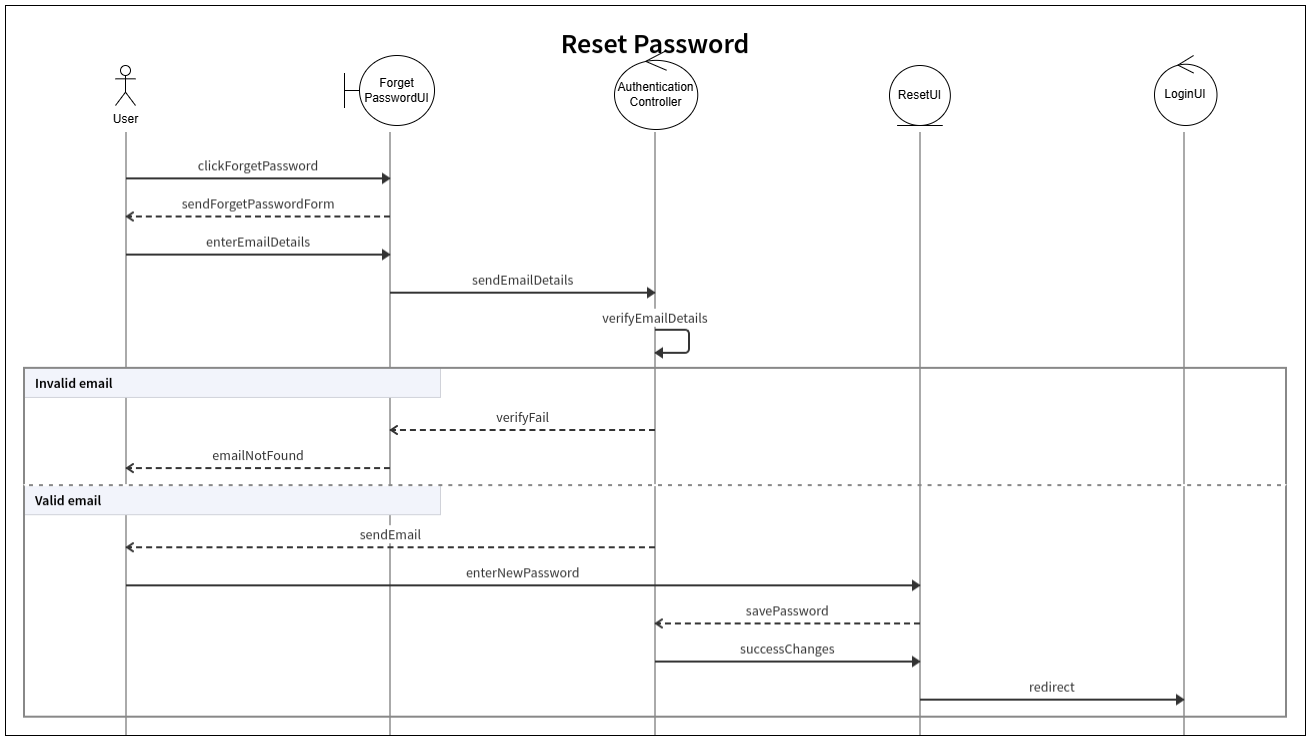 Reset Password
User
Forget
PasswordUI
Authentication
Controller
ResetUI
LoginUI
clickForgetPassword
sendForgetPasswordForm
enterEmailDetails
sendEmailDetails
verifyEmailDetails
Invalid email
verifyFail
emailNotFound
Valid email
sendEmail
enterNewPassword
savePassword
successChanges
redirect